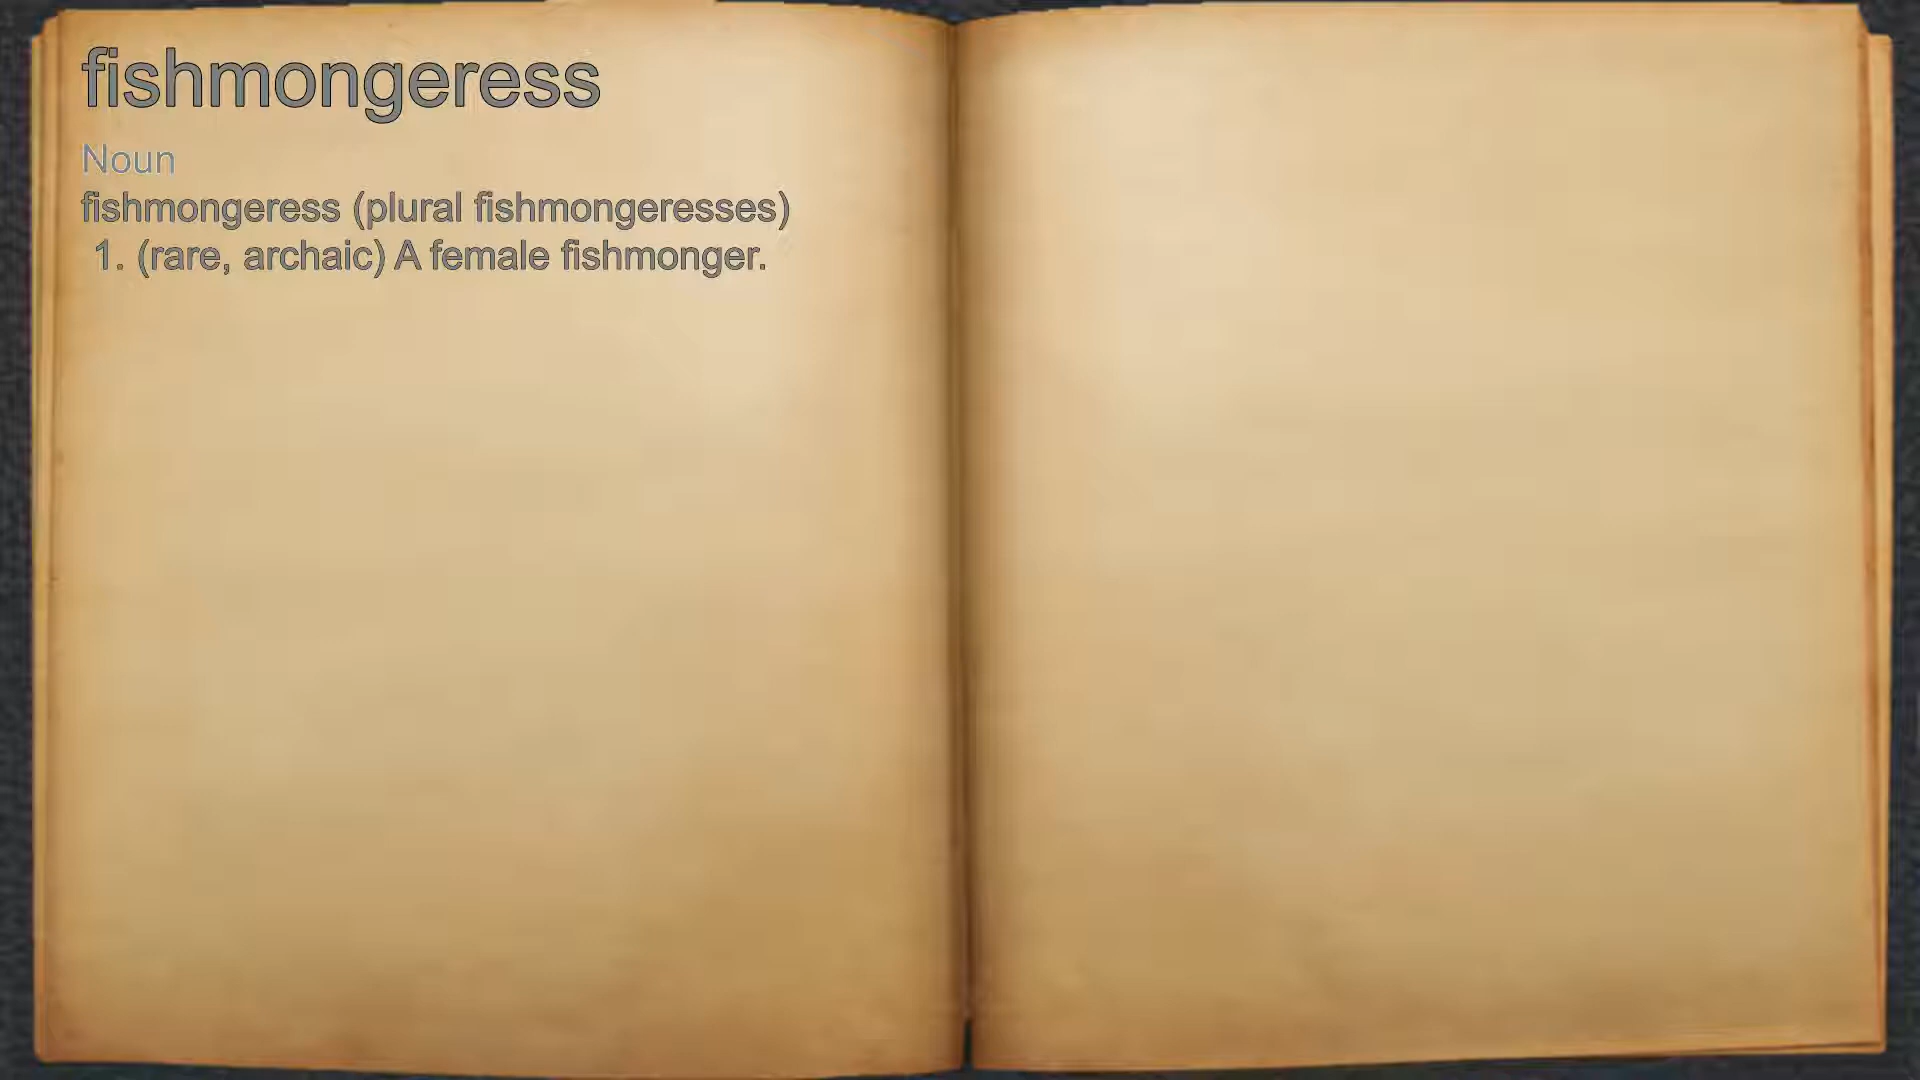 fishmongeress
Noun
fishmongeress (plural fishmongeresses)
1. (rare, archaic) A female fishmonger.